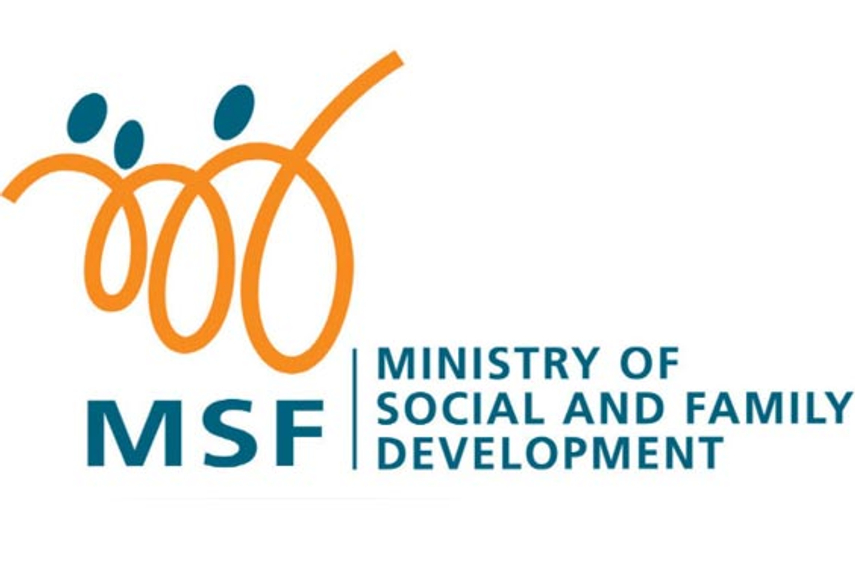 MSF
MINISTRY OF
SOCIAL AND FAMILY
DEVELOPMENT